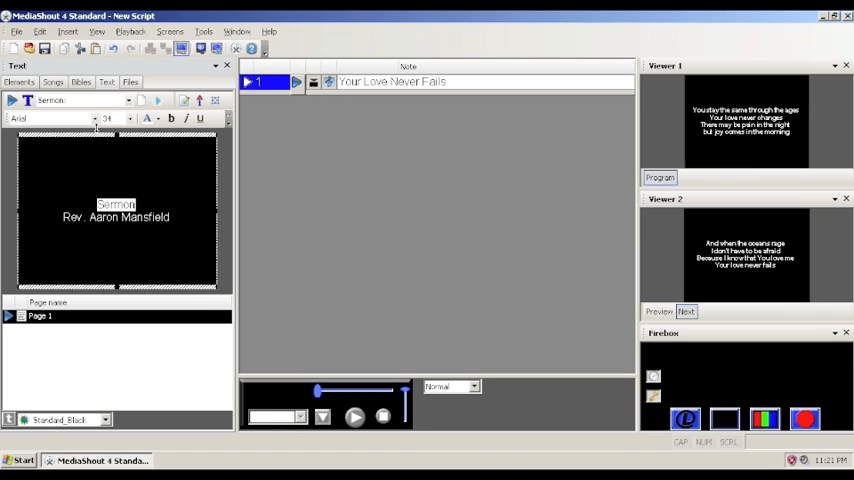 MediaShout 4 Standard - New Script
File Edit Insert View Playback Screens Tools Window Help
Text
Elements Songs Bibles Text Files
Sermon:
Arial 34 A b i u
Sermon
Rev. Aaron Mansfield
Page name
Page 1
Standard_Black
Note
1 Your Love Never Fails
Normal
Viewer 1
You stay the same through the ages
Your love never changes
There may be pain in the night
but joy comes in the morning
Program
Viewer 2
And when the oceans rage
I don't have to be afraid
Because I know that You love me
Your love never fails
Preview Next
Firebox
CAP NUM SCRL
Start MediaShout 4 Standa... 11:21 PM